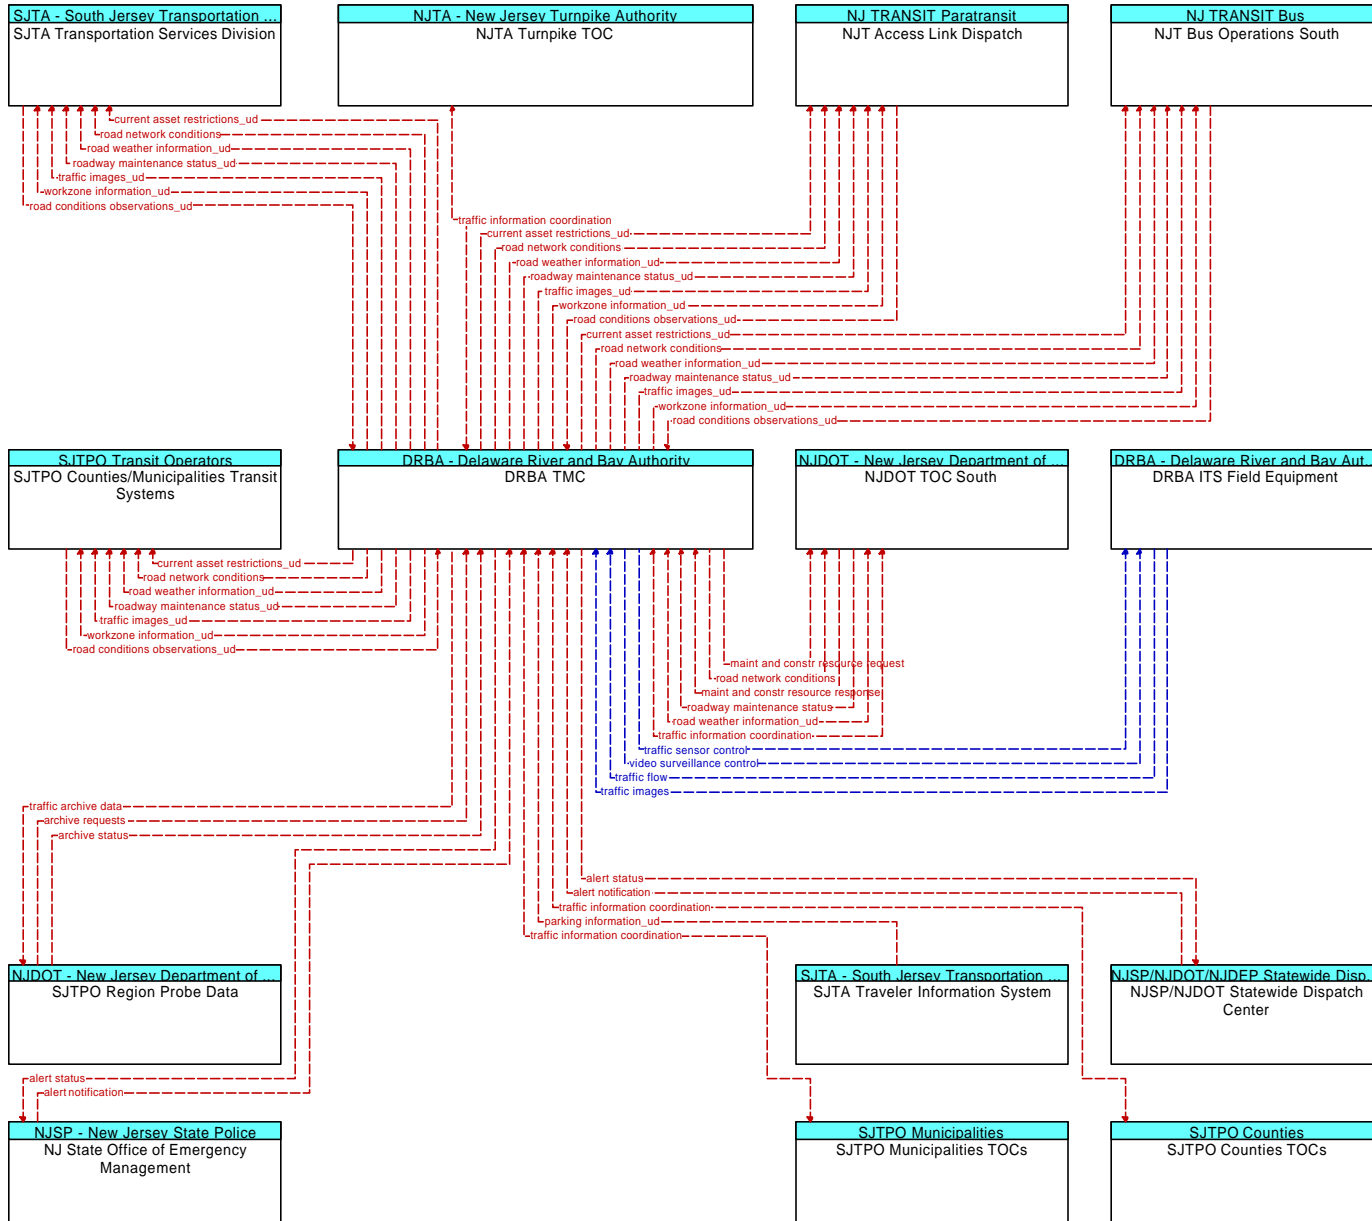 SJTA - South Jersey Transportation ...
SJTA Transportation Services Division
NJTA - New Jersey Turnpike Authority
NJTA Turnpike TOC
NJ TRANSIT Paratransit
NJT Access Link Dispatch
NJ TRANSIT Bus
NJT Bus Operations South
current asset restrictions_ud
road network conditions
road weather information_ud
roadway maintenance status_ud
traffic images_ud
workzone information_ud
road conditions observations_ud
traffic information coordination
current asset restrictions_ud
road network conditions
road weather information_ud
roadway maintenance status_ud
traffic images_ud
workzone information_ud
road conditions observations_ud
current asset restrictions_ud
road network conditions
road weather information_ud
roadway maintenance status_ud
traffic images_ud
workzone information_ud
road conditions observations_ud
SJTPO Transit Operators
SJTPO Counties/Municipalities Transit
Systems
DRBA - Delaware River and Bay Authority
DRBA TMC
NJDOT - New Jersey Department of ...
NJDOT TOC South
DRBA - Delaware River and Bay Aut...
DRBA ITS Field Equipment
current asset restrictions_ud
road network conditions
road weather information_ud
roadway maintenance status_ud
traffic images_ud
workzone information_ud
road conditions observations_ud
maint and constr resource request
road network conditions
maint and constr resource response
roadway maintenance status
road weather information_ud
traffic information coordination
traffic sensor control
video surveillance control
traffic flow
traffic images
traffic archive data
archive requests
archive status
alert status
alert notification
traffic information coordination
parking information_ud
traffic information coordination
NJDOT - New Jersey Department of ...
SJTPO Region Probe Data
SJTA - South Jersey Transportation ...
SJTA Traveler Information System
NJSP/NJDOT/NJDEP Statewide Disp...
NJSP/NJDOT Statewide Dispatch
Center
alert status
alert notification
NJSP - New Jersey State Police
NJ State Office of Emergency
Management
SJTPO Municipalities
SJTPO Municipalities TOCs
SJTPO Counties
SJTPO Counties TOCs